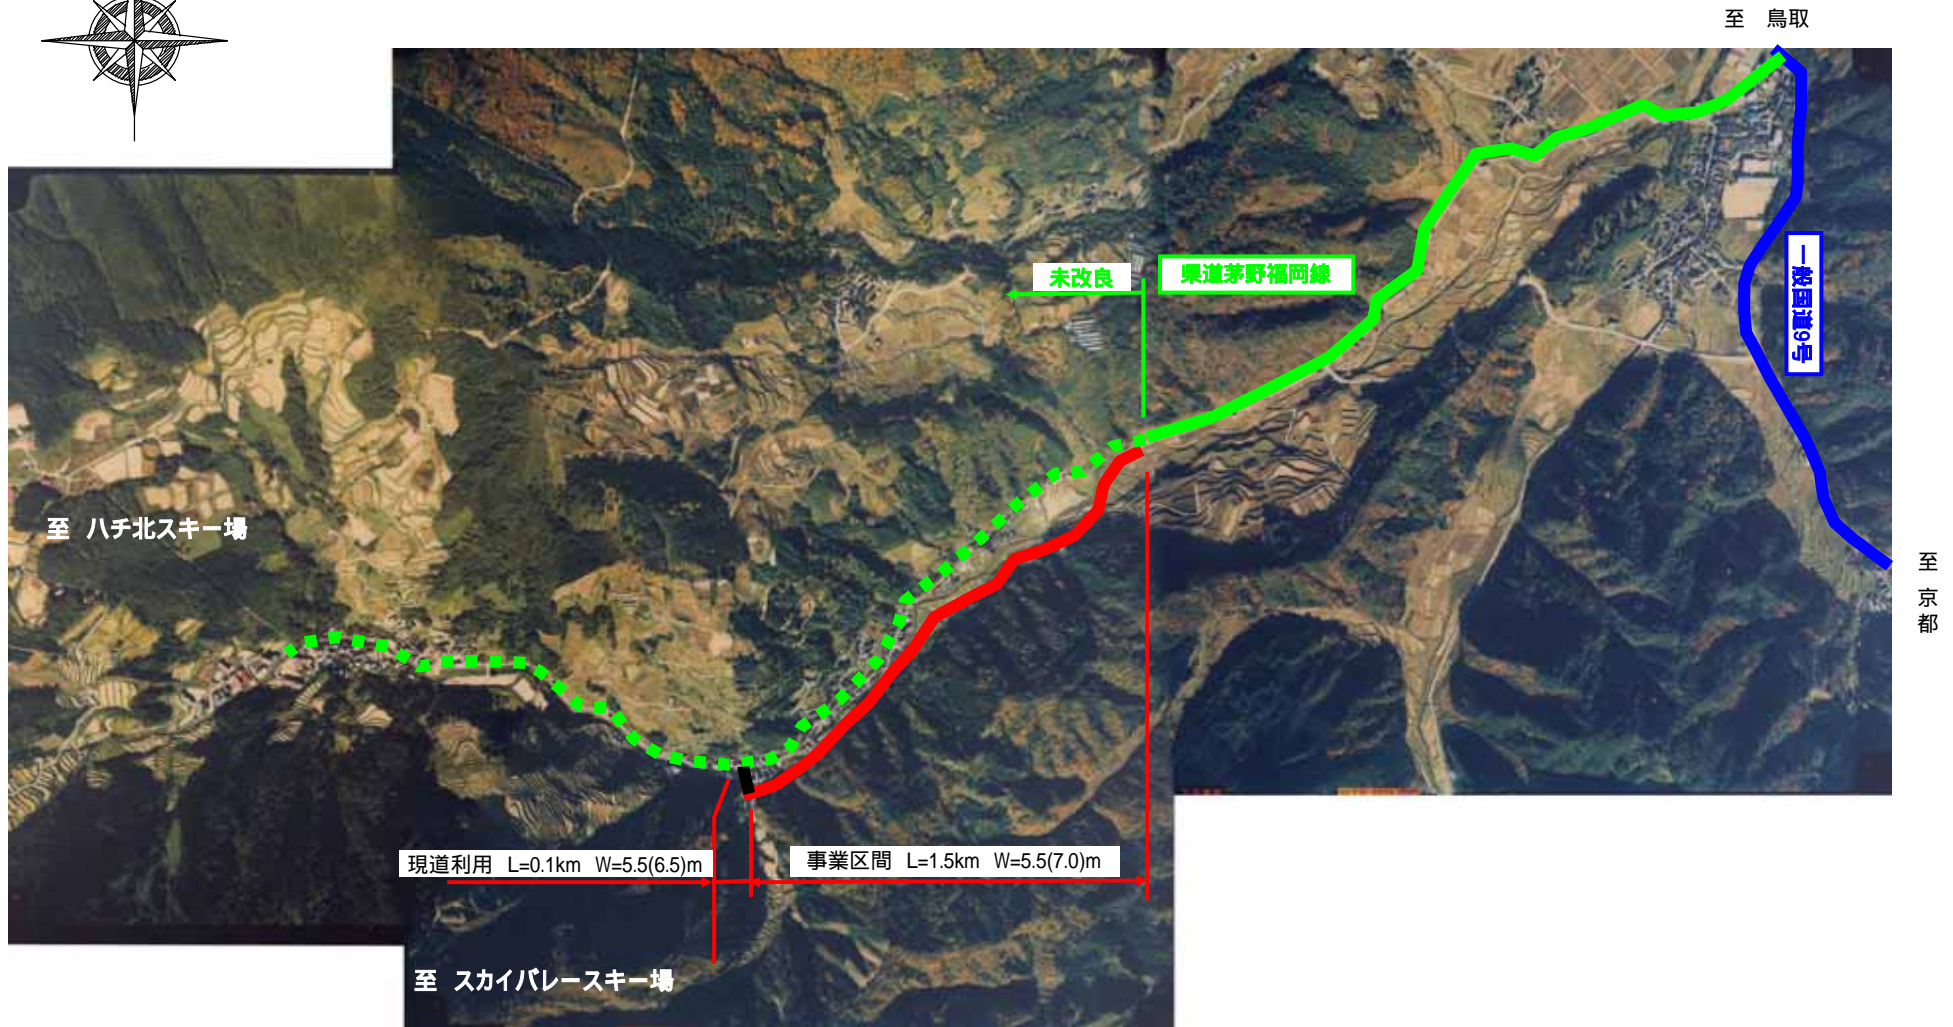 至 鳥取
一般国道9号
未改良
県道茅野福岡線
至 ハチ北スキー場
至 京都
現道利用 L=0.1km W=5.5(6.5)m
事業区間 L=1.5km W=5.5(7.0)m
至 スカイバレースキー場